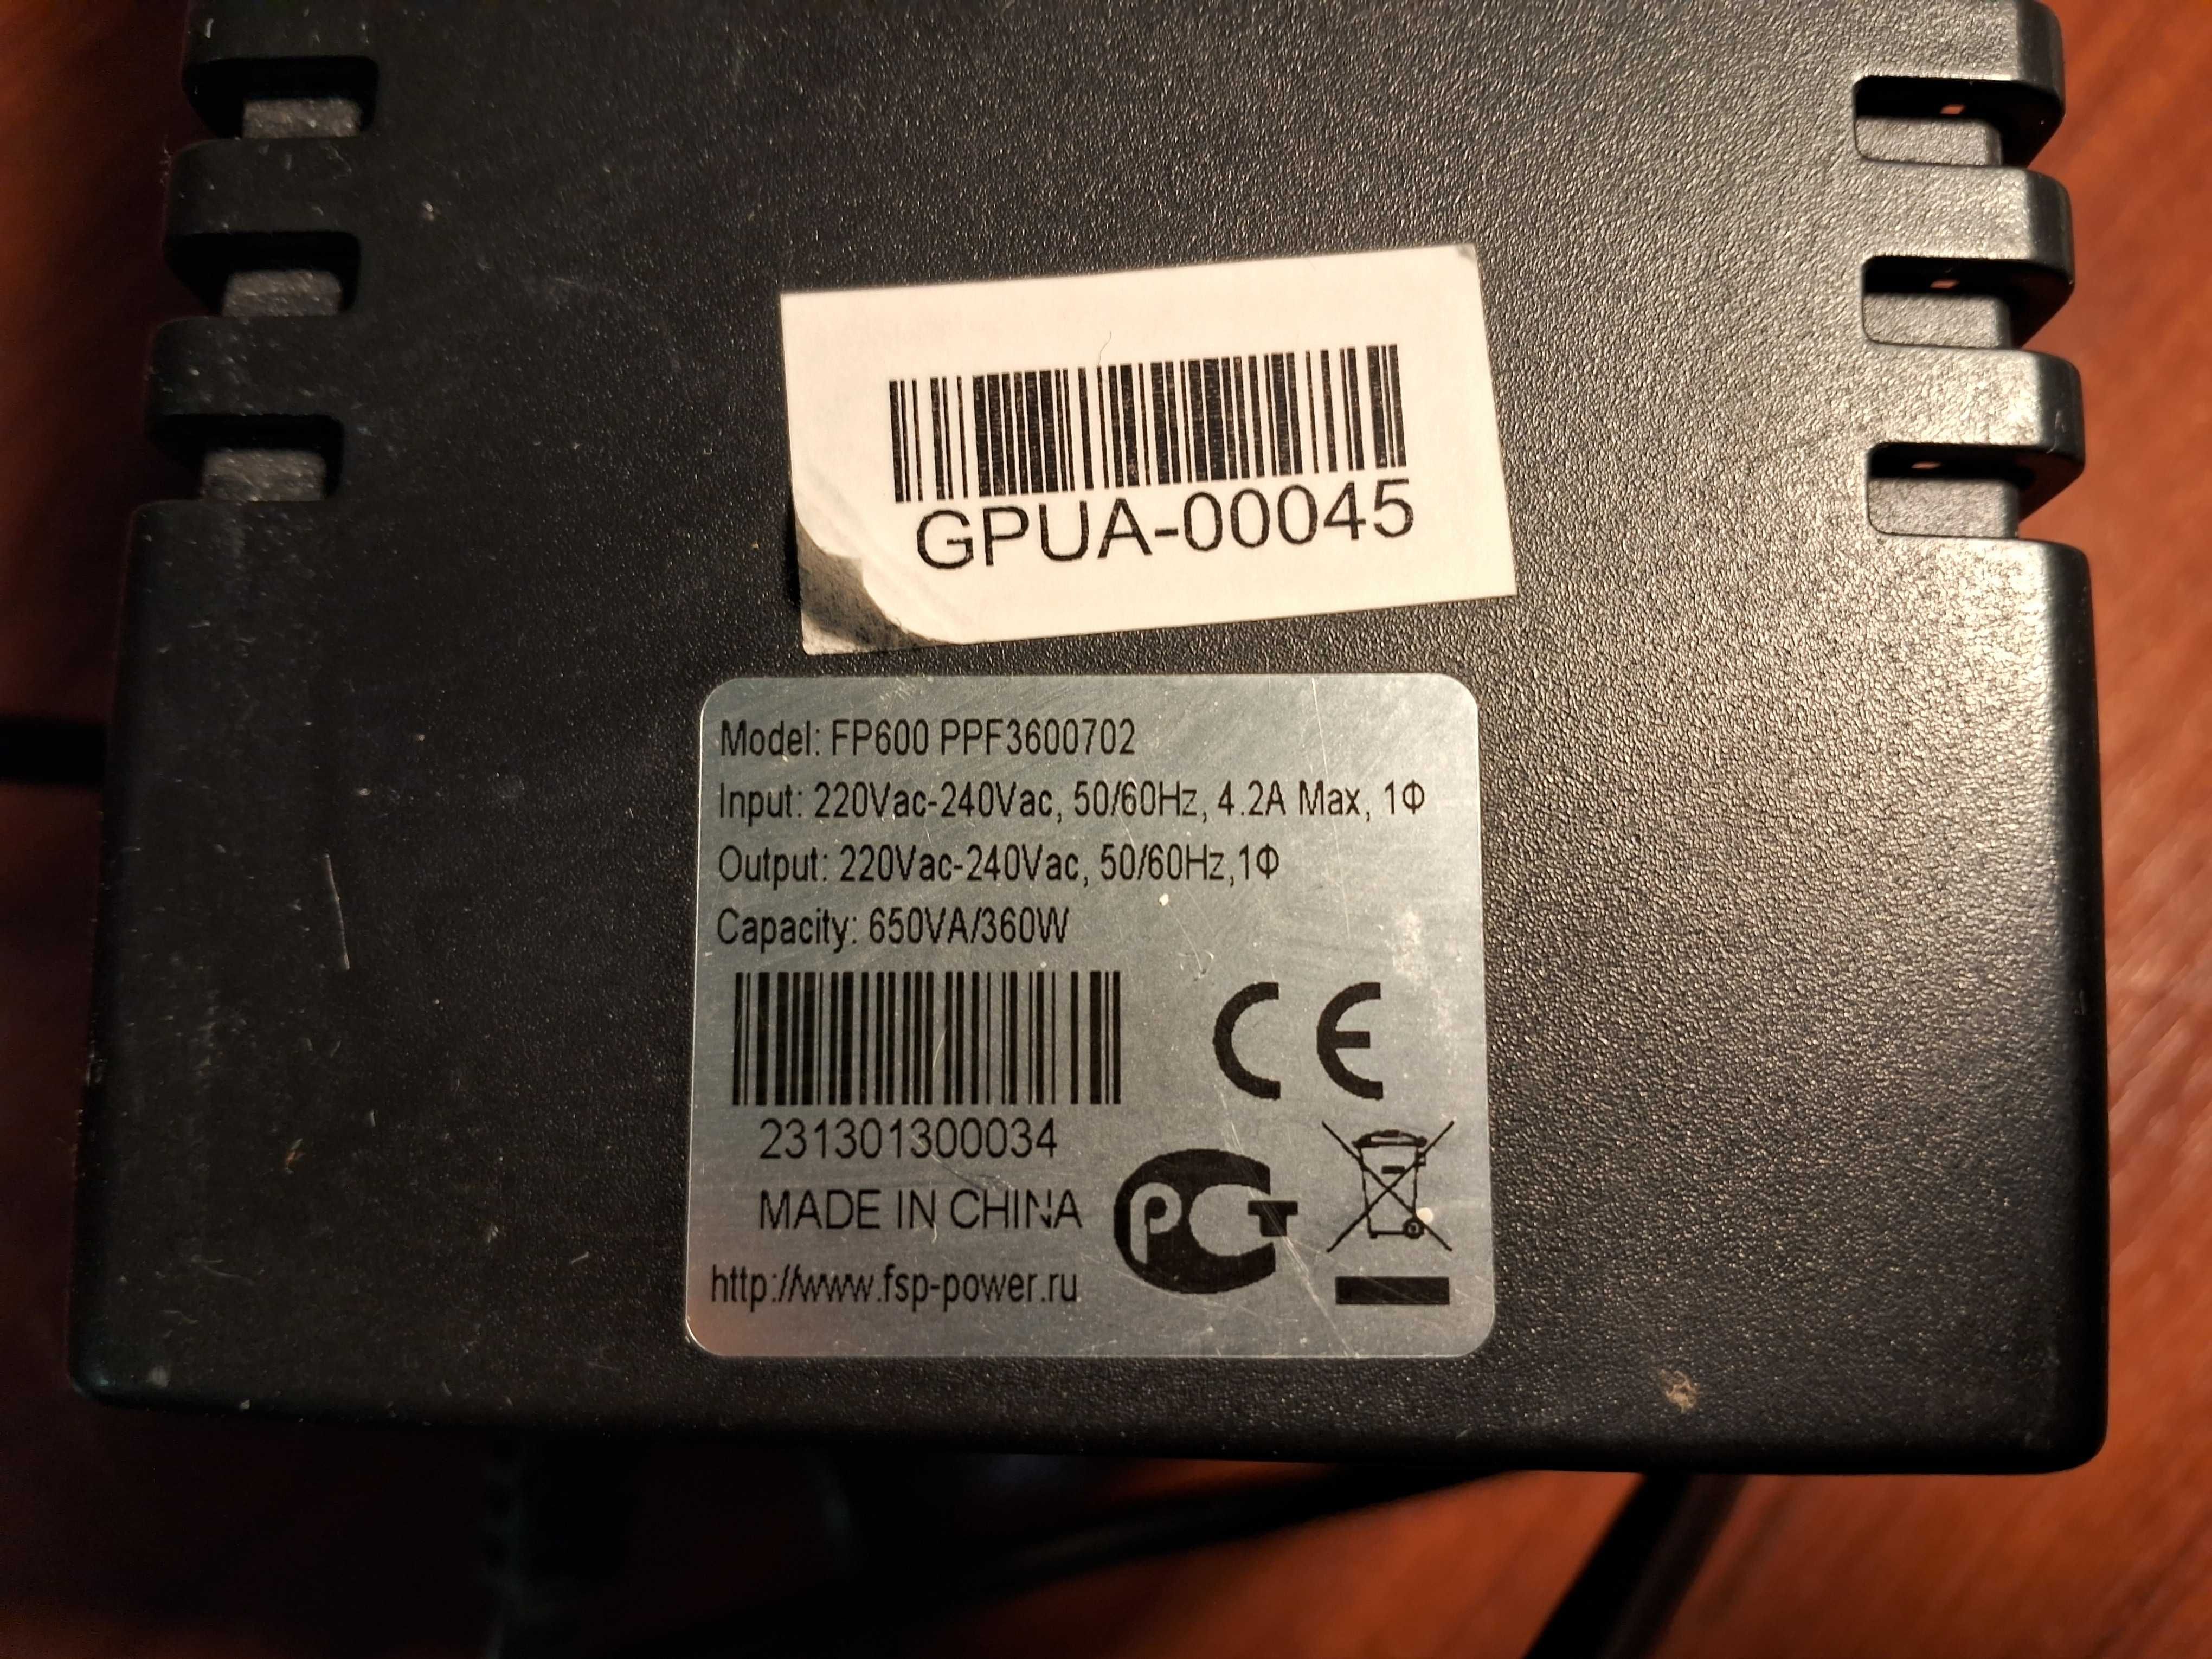 GPUA-00045
Model: FP600 PPF3600702
Input: 220Vac-240Vac, 50/60Hz, 4.2A Max, 1Φ
Output: 220Vac-240Vac, 50/60Hz,1Φ
Capacity: 650VA/360W
231301300034
CE
MADE IN CHINA
РСТ
http://www.fsp-power.ru